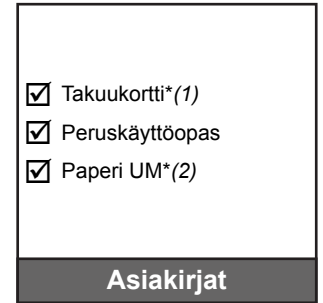 ☑ Takuukortti*(1)
☑ Peruskäyttöopas
☑ Paperi UM*(2)
Asiakirjat